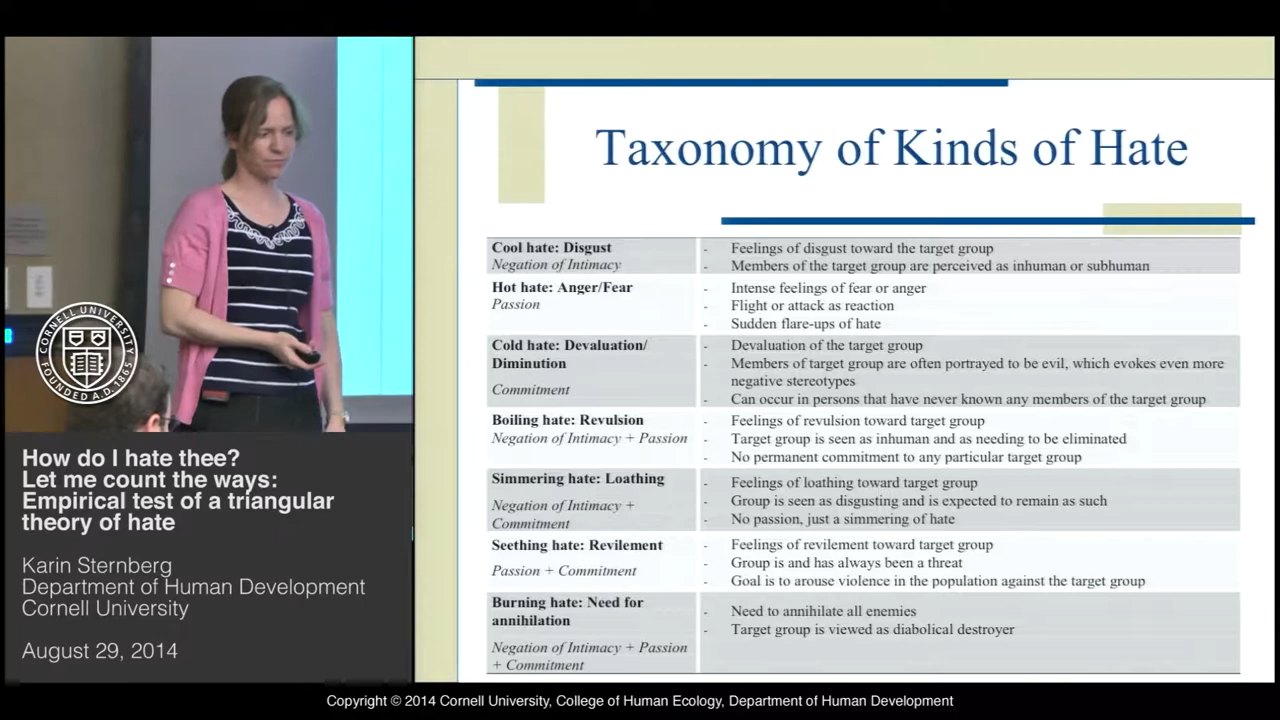 Taxonomy of Kinds of Hate
Cool hate: Disgust
Negation of Intimacy
- Feelings of disgust toward the target group
- Members of the target group are perceived as inhuman or subhuman
Hot hate: Anger/Fear
Passion
- Intense feelings of fear or anger
- Flight or attack as reaction
- Sudden flare-ups of hate
Cold hate: Devaluation/
Diminution
Commitment
- Devaluation of the target group
- Members of target group are often portrayed to be evil, which evokes even more
negative stereotypes
- Can occur in persons that have never known any members of the target group
Boiling hate: Revulsion
Negation of Intimacy + Passion
- Feelings of revulsion toward target group
- Target group is seen as inhuman and as needing to be eliminated
- No permanent commitment to any particular target group
Simmering hate: Loathing
Negation of Intimacy +
Commitment
- Feelings of loathing toward target group
- Group is seen as disgusting and is expected to remain as such
- No passion, just a simmering of hate
Seething hate: Revilement
Passion + Commitment
- Feelings of revilement toward target group
- Group is and has always been a threat
- Goal is to arouse violence in the population against the target group
Burning hate: Need for
annihilation
Negation of Intimacy + Passion
+ Commitment
- Need to annihilate all enemies
- Target group is viewed as diabolical destroyer
CORNELL UNIVERSITY
FOUNDED A.D. 1865
How do I hate thee?
Let me count the ways:
Empirical test of a triangular
theory of hate
Karin Sternberg
Department of Human Development
Cornell University
August 29, 2014
Copyright © 2014 Cornell University, College of Human Ecology, Department of Human Development